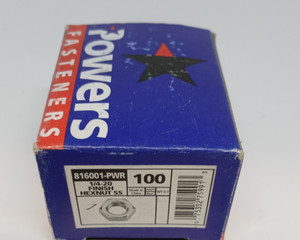 Powers
FASTENERS
816001-PWR
100
1/4-20
FINISH
HEXNUT SS